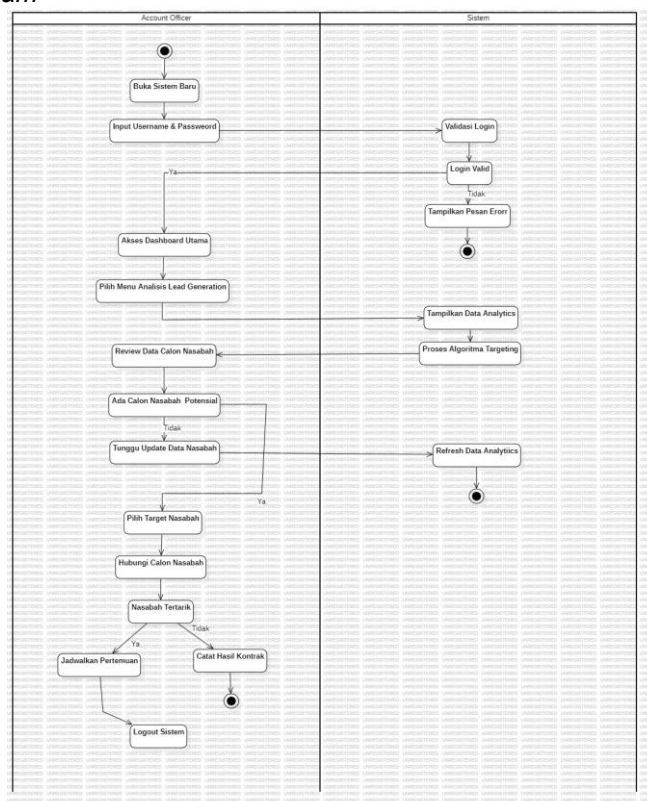 Account Officer
Sistem
Buka Sistem Baru
Input Username & Passweord
Validasi Login
Login Valid
Ya
Tidak
Tampilkan Pesan Erorr
Akses Dashboard Utama
Pilih Menu Analisis Lead Generation
Tampilkan Data Analytics
Proses Algoritma Targeting
Review Data Calon Nasabah
Ada Calon Nasabah Potensial
Tidak
Tunggu Update Data Nasabah
Refresh Data Analytiics
Ya
Pilih Target Nasabah
Hubungi Calon Nasabah
Nasabah Tertarik
Tidak
Ya
Jadwalkan Pertemuan
Catat Hasil Kontrak
Logout Sistem